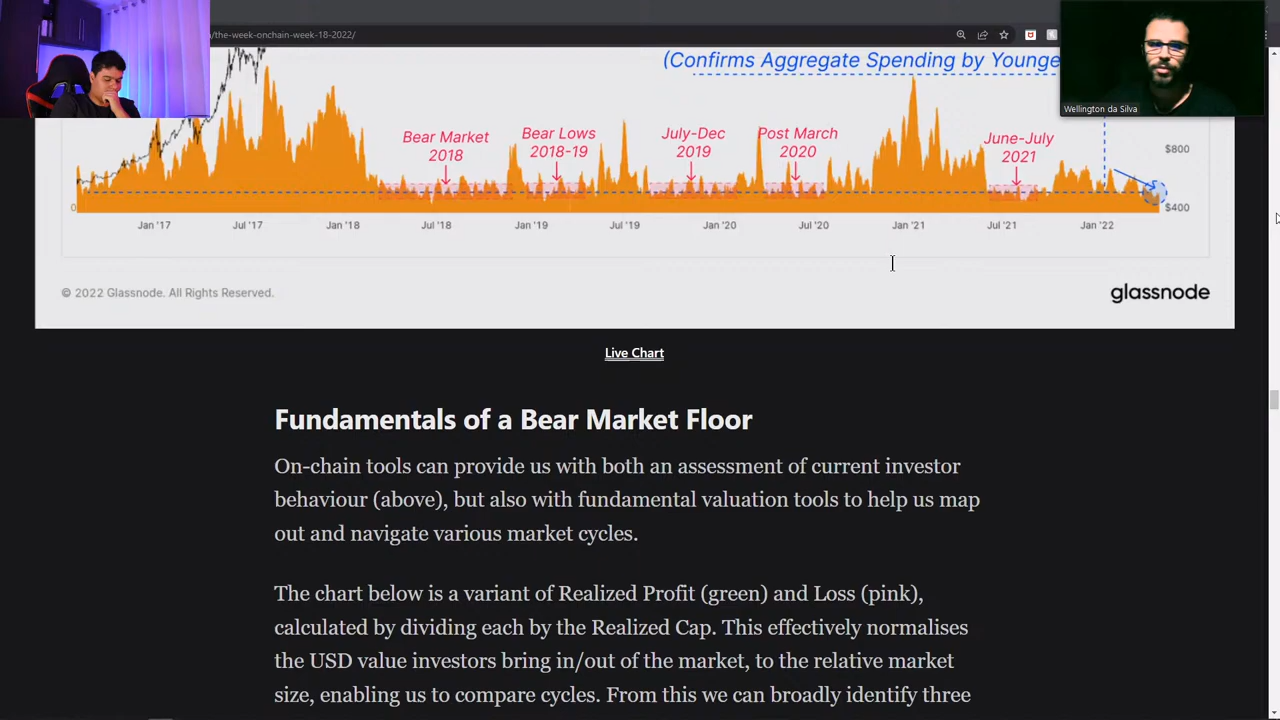 /the-week-onchain-week-18-2022/
(Confirms Aggregate Spending by Younge
Wellington da Silva
Bear Market
2018
Bear Lows
2018-19
July-Dec
2019
Post March
2020
June-July
2021
$800
0
$400
Jan '17
Jul '17
Jan '18
Jul '18
Jan '19
Jul '19
Jan '20
Jul '20
Jan '21
Jul '21
Jan '22
© 2022 Glassnode. All Rights Reserved.
glassnode
Live Chart
Fundamentals of a Bear Market Floor
On-chain tools can provide us with both an assessment of current investor
behaviour (above), but also with fundamental valuation tools to help us map
out and navigate various market cycles.
The chart below is a variant of Realized Profit (green) and Loss (pink),
calculated by dividing each by the Realized Cap. This effectively normalises
the USD value investors bring in/out of the market, to the relative market
size, enabling us to compare cycles. From this we can broadly identify three